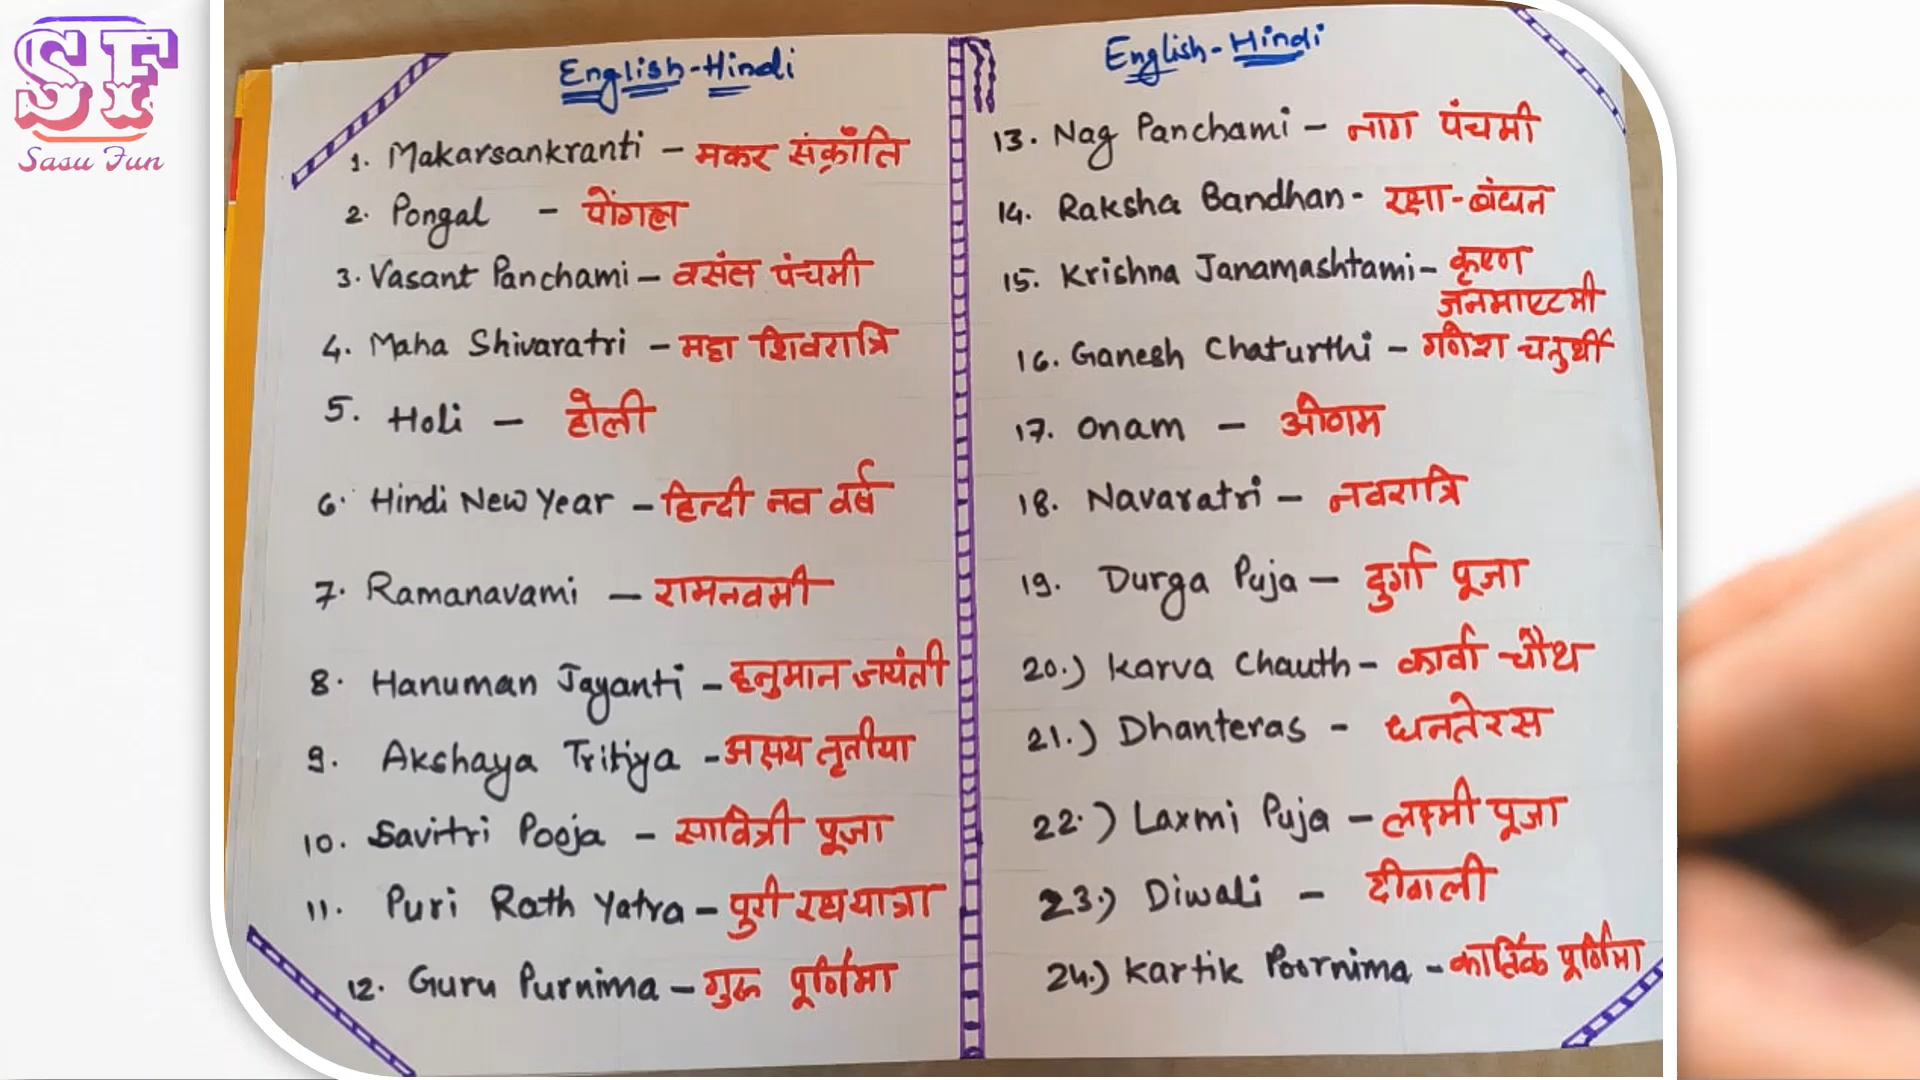 SF
Sasu Fun
English-Hindi
1. Makarsankranti - मकर संक्राँति
2. Pongal - पोंगल
3. Vasant Panchami - वसंत पंचमी
4. Maha Shivaratri - महा शिवरात्रि
5. Holi - होली
6. Hindi New Year - हिन्दी नव वर्ष
7. Ramanavami - रामनवमी
8. Hanuman Jayanti - हनुमान जयंती
9. Akshaya Tritiya - अक्षय तृतीया
10. Savitri Pooja - सावित्री पूजा
11. Puri Rath Yatra - पुरी रथयात्रा
12. Guru Purnima - गुरू पूर्णिमा
English-Hindi
13. Nag Panchami - नाग पंचमी
14. Raksha Bandhan - रक्षा-बंधन
15. Krishna Janamashtami - कृष्ण
जनमाष्टमी
16. Ganesh Chaturthi - गणेश चतुर्थी
17. Onam - ओणम
18. Navaratri - नवरात्रि
19. Durga Puja - दुर्गा पूजा
20.) Karva Chauth - कार्वा चौथ
21.) Dhanteras - धनतेरस
22.) Laxmi Puja - लक्ष्मी पूजा
23.) Diwali - दीवाली
24.) Kartik Poornima - कार्तिक पूर्णिमा